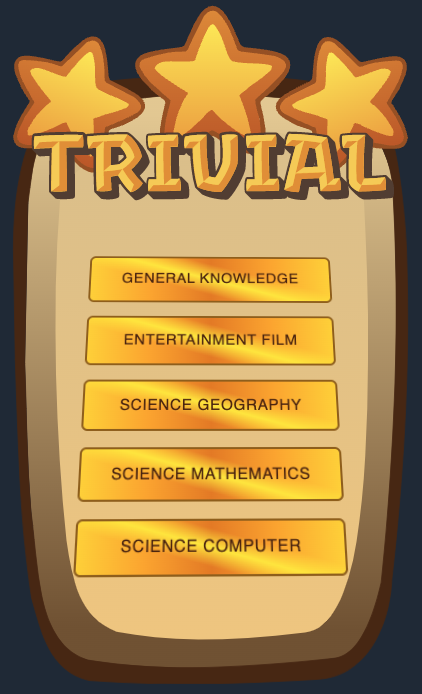 TRIVIAL
GENERAL KNOWLEDGE
ENTERTAINMENT FILM
SCIENCE GEOGRAPHY
SCIENCE MATHEMATICS
SCIENCE COMPUTER